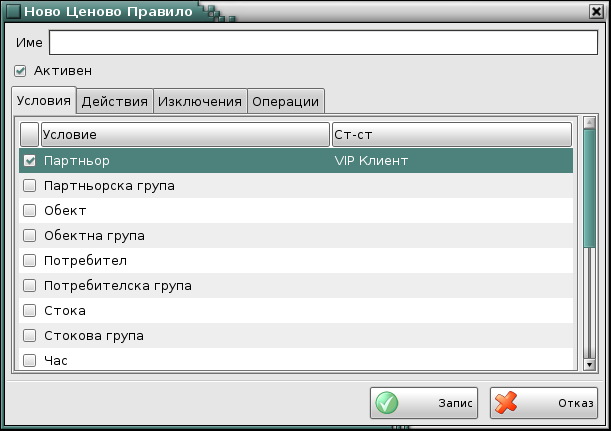 Ново Ценово Правило
Име
Активен
Условия Действия Изключения Операции
Условие Ст-ст
Партньор VIP Клиент
Партньорска група
Обект
Обектна група
Потребител
Потребителска група
Стока
Стокова група
Час
Запис Отказ